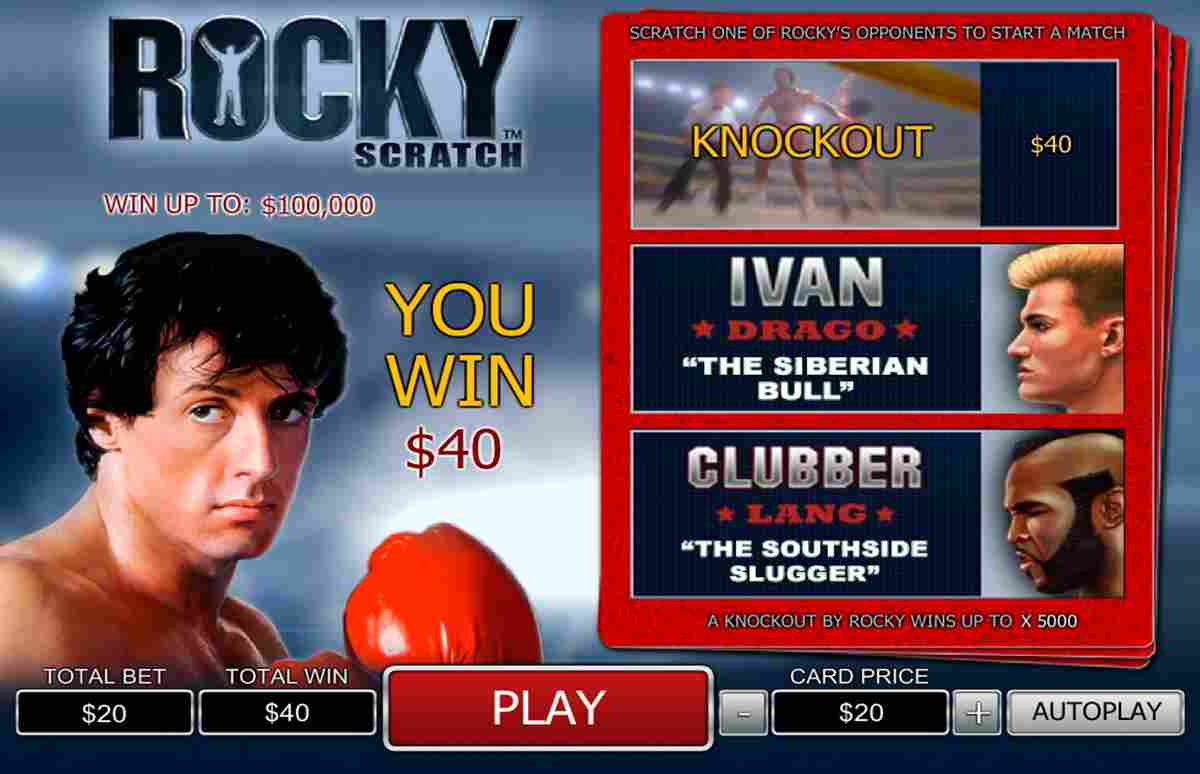 ROCKY™
SCRATCH
WIN UP TO: $100,000
YOU
WIN
$40
SCRATCH ONE OF ROCKY'S OPPONENTS TO START A MATCH
KNOCKOUT $40
IVAN
★ DRAGO ★
“THE SIBERIAN
BULL”
CLUBBER
★ LANG ★
“THE SOUTHSIDE
SLUGGER”
A KNOCKOUT BY ROCKY WINS UP TO X 5000
TOTAL BET TOTAL WIN CARD PRICE
$20 $40 PLAY - $20 + AUTOPLAY